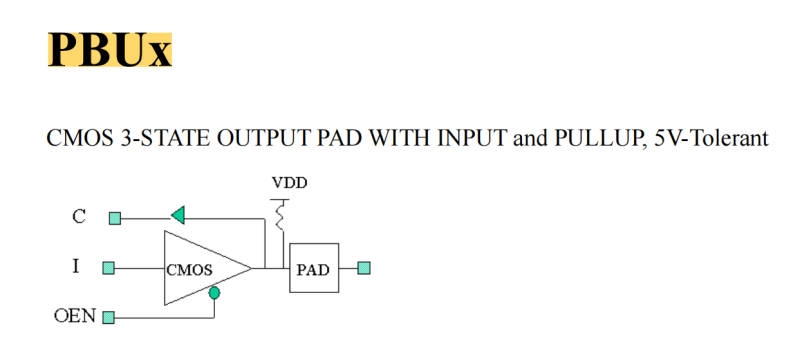 PBUx
CMOS 3-STATE OUTPUT PAD WITH INPUT and PULLUP, 5V-Tolerant
VDD
C
I
CMOS
PAD
OEN